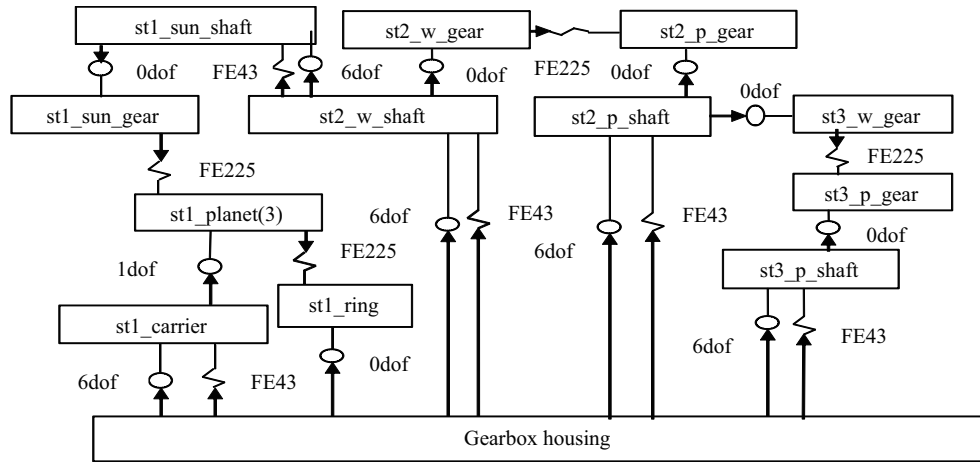 st1_sun_shaft
st2_w_gear
st2_p_gear
0dof
FE43
6dof
0dof
FE225
0dof
0dof
st1_sun_gear
st2_w_shaft
st2_p_shaft
st3_w_gear
FE225
FE225
st3_p_gear
st1_planet(3)
6dof
FE43
6dof
FE43
0dof
1dof
FE225
st3_p_shaft
st1_ring
st1_carrier
6dof
FE43
0dof
6dof
FE43
Gearbox housing